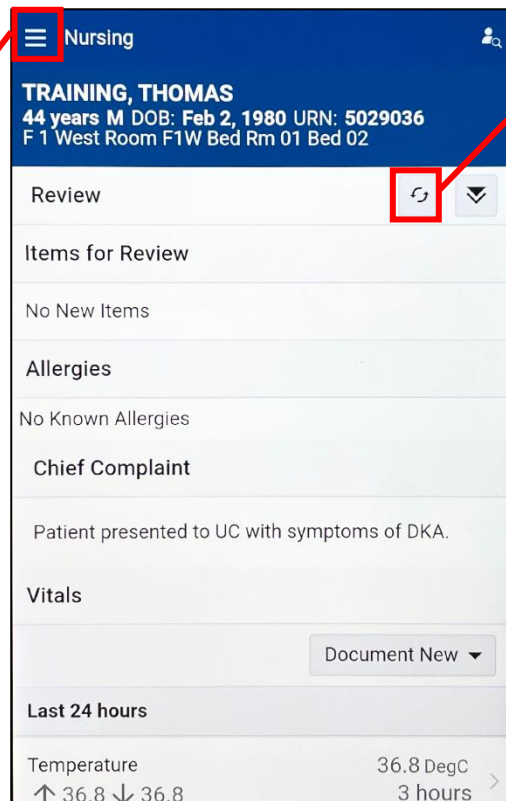 Nursing
TRAINING, THOMAS
44 years M DOB: Feb 2, 1980 URN: 5029036
F 1 West Room F1W Bed Rm 01 Bed 02
Review
Items for Review
No New Items
Allergies
No Known Allergies
Chief Complaint
Patient presented to UC with symptoms of DKA.
Vitals
Document New
Last 24 hours
Temperature 36.8 DegC
↑ 36.8 ↓ 36.8 3 hours